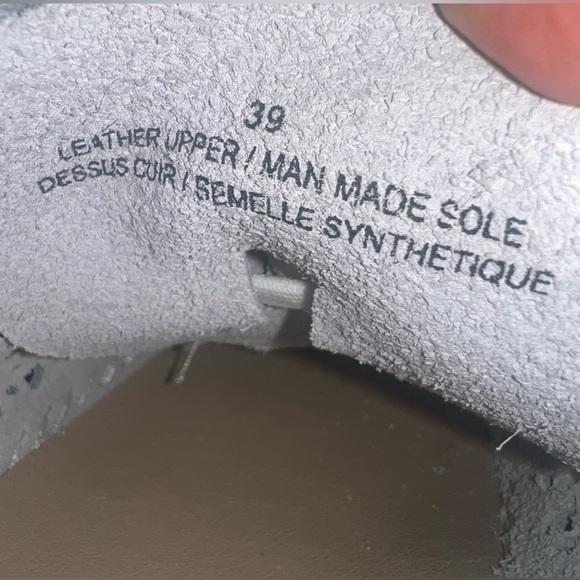 39
LEATHER UPPER / MAN MADE SOLE
DESSUS CUIR / SEMELLE SYNTHETIQUE